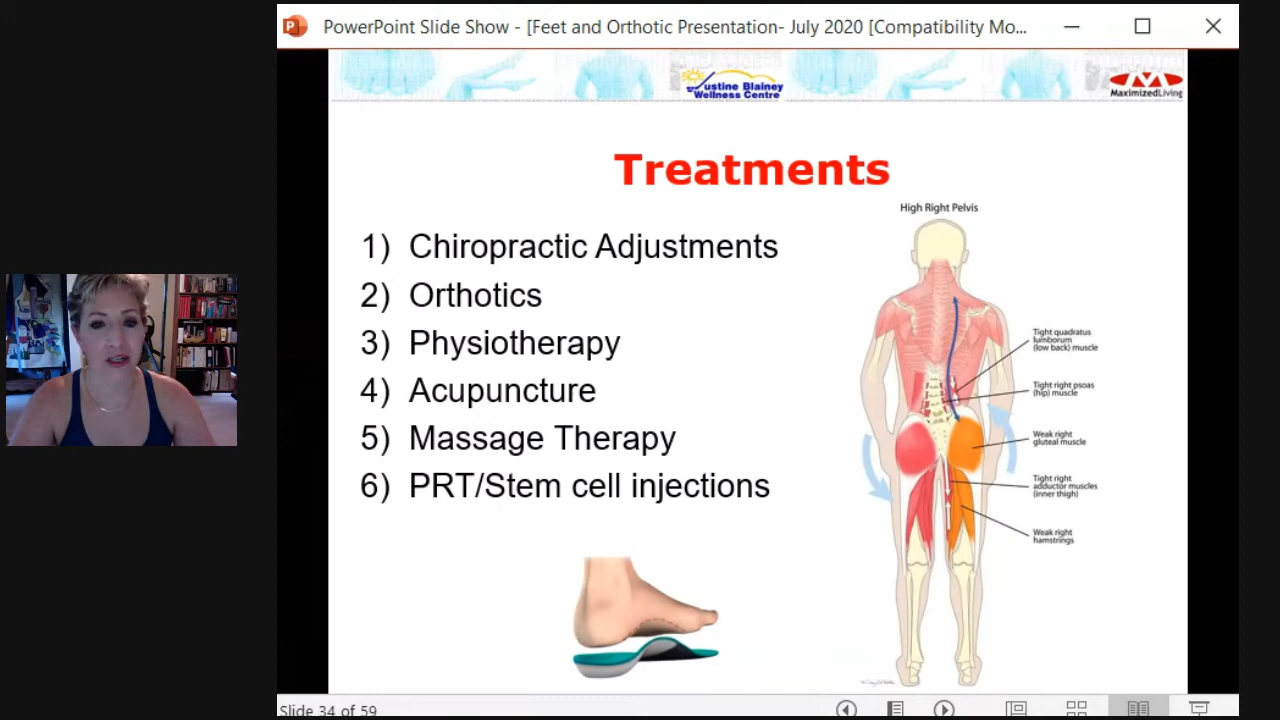 PowerPoint Slide Show - [Feet and Orthotic Presentation- July 2020 [Compatibility Mo...
ustine Blainey
Wellness Centre
MaximizedLiving
Treatments
High Right Pelvis
1) Chiropractic Adjustments
2) Orthotics
3) Physiotherapy
4) Acupuncture
5) Massage Therapy
6) PRT/Stem cell injections
Tight quadratus
lumborum
(low back) muscle
Tight right psoas
(hip) muscle
Weak right
gluteal muscle
Tight right
adductor muscles
(inner thigh)
Weak right
hamstrings
Slide 34 of 59